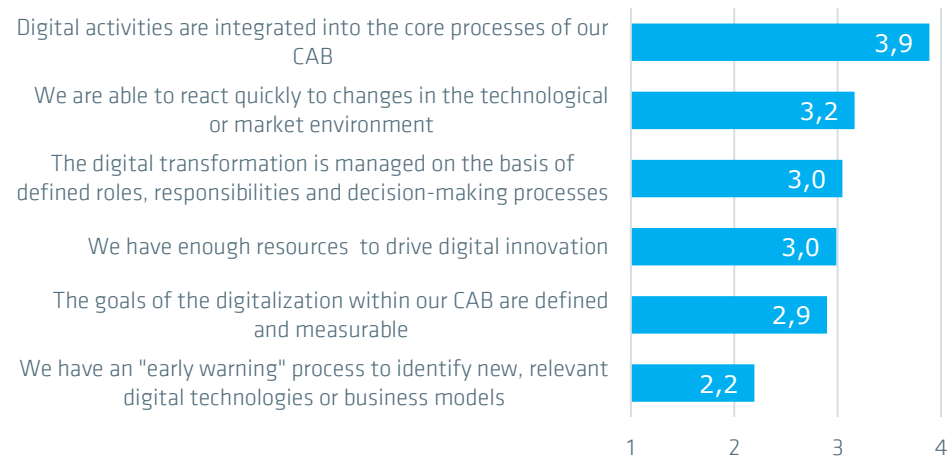 Digital activities are integrated into the core processes of our
CAB
3,9
We are able to react quickly to changes in the technological
or market environment
3,2
The digital transformation is managed on the basis of
defined roles, responsibilities and decision-making processes
3,0
We have enough resources  to drive digital innovation
3,0
The goals of the digitalization within our CAB are defined
and measurable
2,9
We have an "early warning" process to identify new, relevant
digital technologies or business models
2,2
1 2 3 4